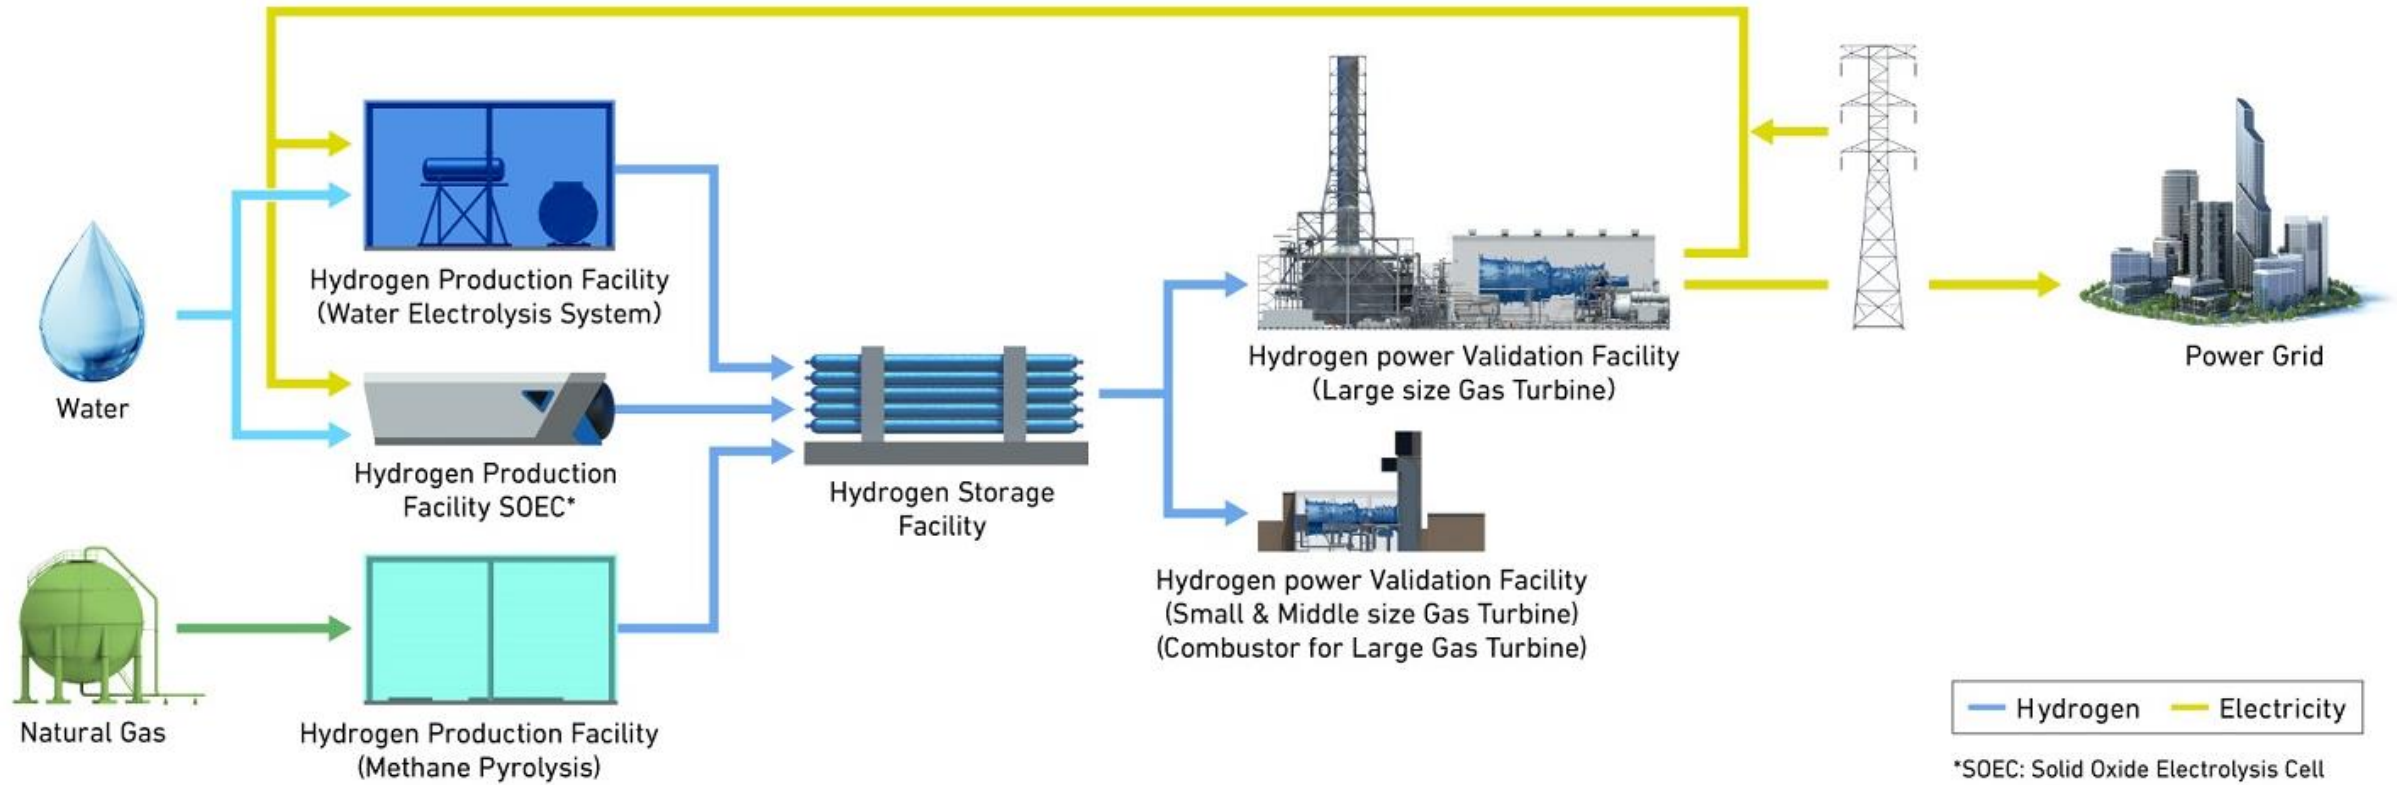 Hydrogen Production Facility
(Water Electrolysis System)
Water
Hydrogen Production
Facility SOEC*
Natural Gas
Hydrogen Production Facility
(Methane Pyrolysis)
Hydrogen Storage
Facility
Hydrogen power Validation Facility
(Large size Gas Turbine)
Hydrogen power Validation Facility
(Small & Middle size Gas Turbine)
(Combustor for Large Gas Turbine)
Power Grid
Hydrogen
Electricity
*SOEC: Solid Oxide Electrolysis Cell